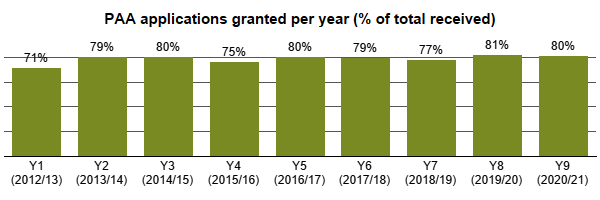 PAA applications granted per year (% of total received)
71% 79% 80% 75% 80% 79% 77% 81% 80%
Y1 Y2 Y3 Y4 Y5 Y6 Y7 Y8 Y9
(2012/13) (2013/14) (2014/15) (2015/16) (2016/17) (2017/18) (2018/19) (2019/20) (2020/21)